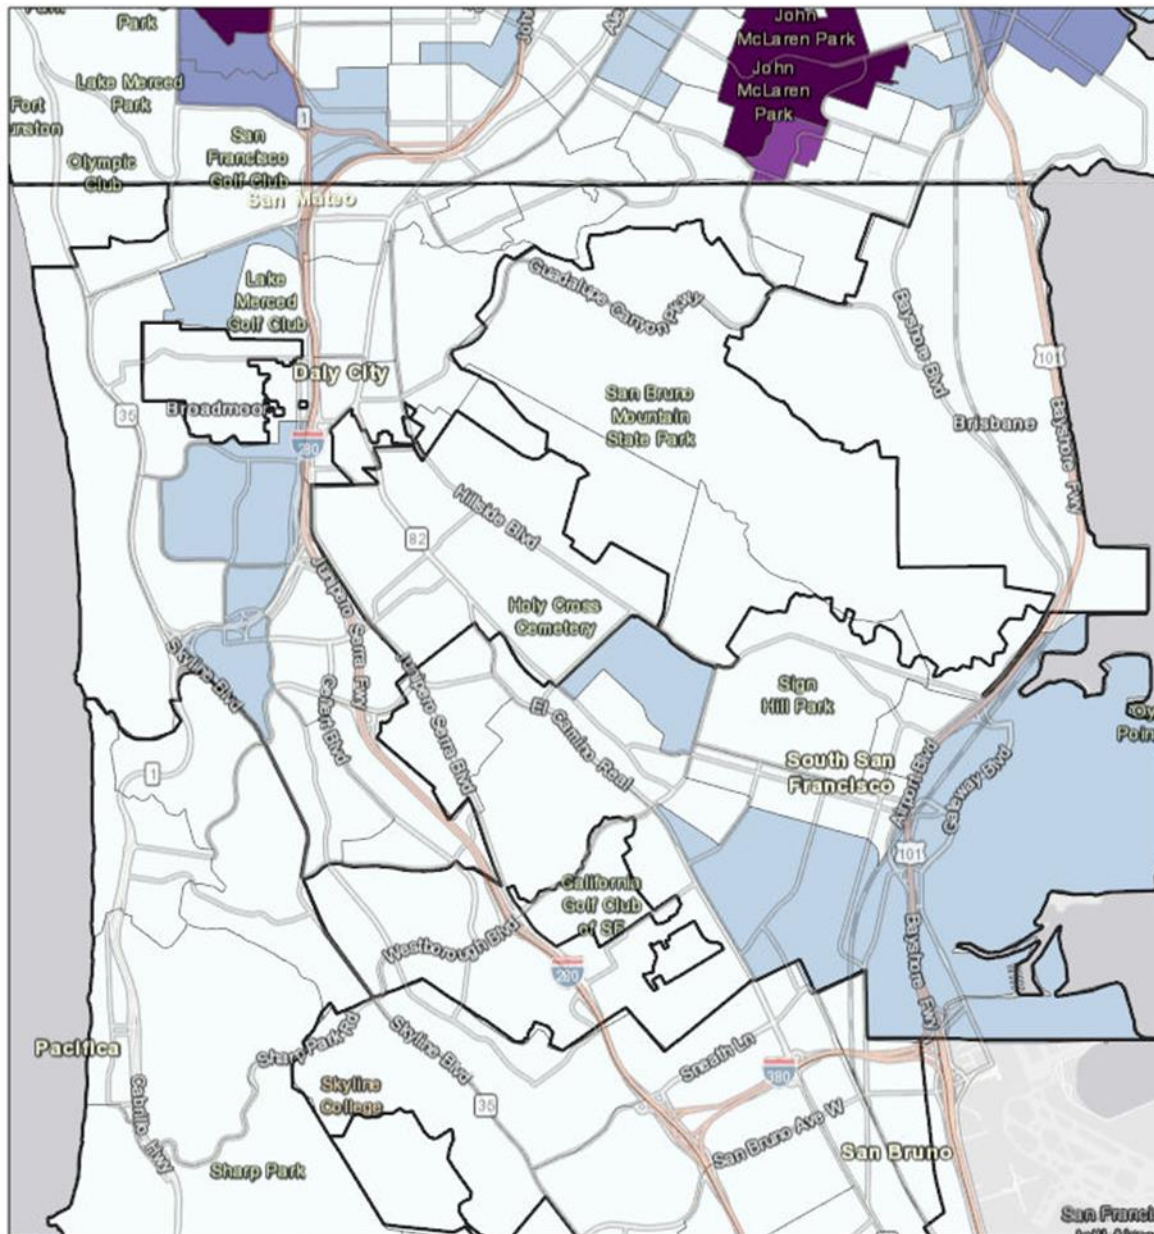 Park
John
McLaren Park
Lake Merced
Park
John
McLaren
Park
Fort
1
San
Francisco
Golf Club
Olympic
Club
San Mateo
Lake
Merced
Golf Club
Guadalupe Canyon Pkwy
Bayshore Blvd
101
Daly City
San Bruno
Mountain
State Park
Broadmoor
35
Brisbane
280
Bayshore Fwy
Hillside Blvd
82
Junipero Serra Fwy
Holy Cross
Cemetery
Skyline Blvd
Junipero Serra Blvd
Gellert Blvd
Sign
Hill Park
El Camino Real
1
South San
Francisco
Airport Blvd
Gateway Blvd
101
California
Golf Club
of SF
Westborough Blvd
280
Bayshore Fwy
Pacifica
Sharp Park Rd
Skyline Blvd
Sneath Ln
380
Skyline
College
35
Cabrillo Hwy
San Bruno Ave W
San Bruno
Sharp Park